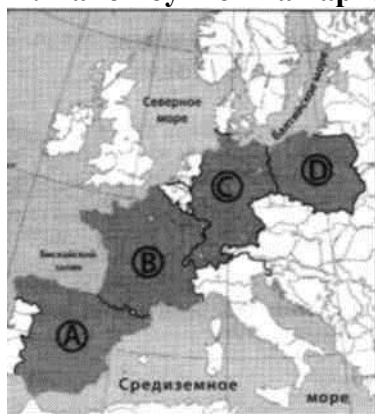 Северное
море
Балтийское море
D
C
B
Бискайский
залив
A
Средиземное
море